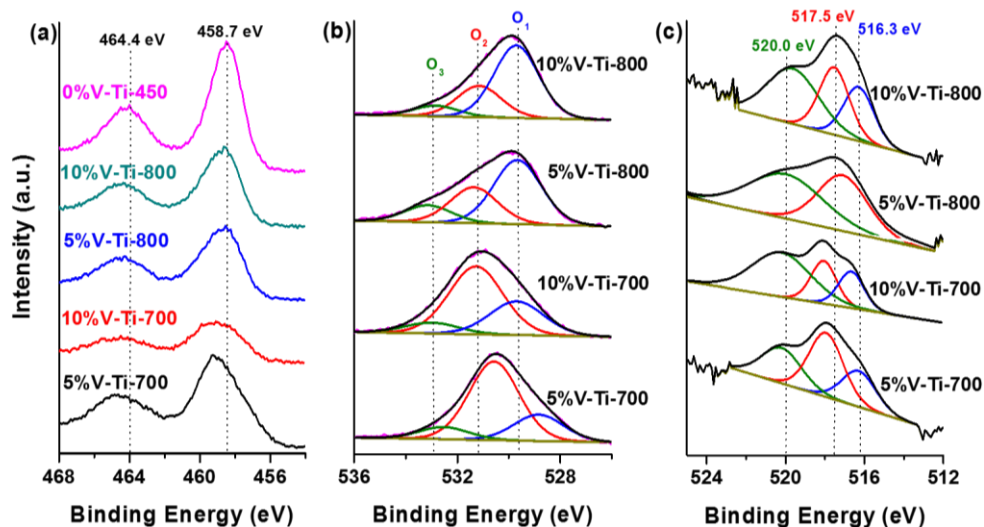 (a)
464.4 eV
458.7 eV
0%V-Ti-450
10%V-Ti-800
5%V-Ti-800
10%V-Ti-700
5%V-Ti-700
Intensity (a.u.)
468 464 460 456
Binding Energy (eV)
(b)
O3
O2
O1
10%V-Ti-800
5%V-Ti-800
10%V-Ti-700
5%V-Ti-700
536 531 526
Binding Energy (eV)
(c)
517.5 eV
520.0 eV
516.3 eV
10%V-Ti-800
5%V-Ti-800
10%V-Ti-700
5%V-Ti-700
524 520 516 512
Binding Energy (eV)